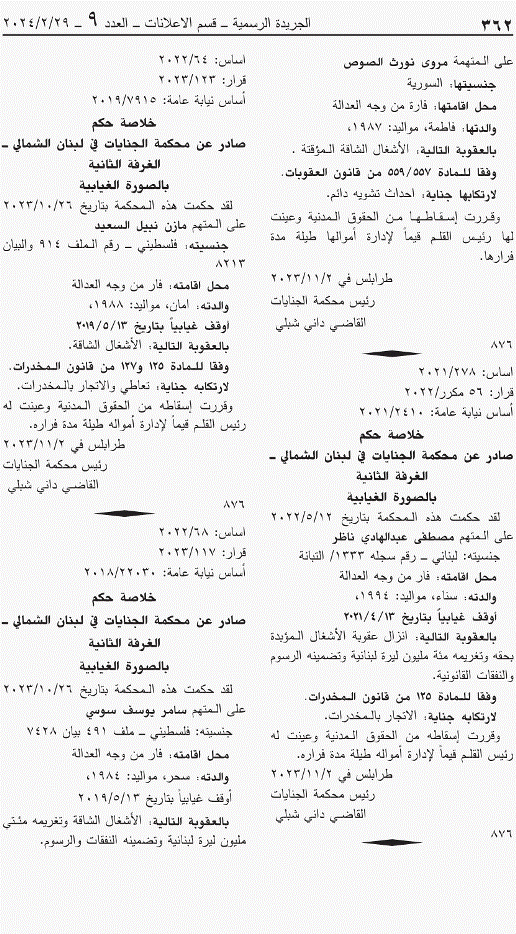 ٣٦٢
الجريدة الرسمية ــ قسم الاعلانات ــ العدد ٩ ــ ٢٠٢٤/٢/٢٩
على المتهمة مروى نورث الصوص
جنسيتها: السورية
محل اقامتها: فارة من وجه العدالة
والدتها: فاطمة، مواليد: ١٩٨٧،
بالعقوبة التالية: الأشغال الشاقة المؤقتة .
وفقا للمادة ٥٥٩/٥٥٧ من قانون العقوبات.
لارتكابها جناية: احداث تشويه دائم.
وقررت إسقاطها من الحقوق المدنية وعينت
لها رئيس القلم قيماً لإدارة أموالها طيلة مدة
فرارها.
طرابلس في ٢٠٢٣/١١/٢
رئيس محكمة الجنايات
القاضي داني شبلي
٨٧٦
اساس: ٢٠٢١/٢٧٨
قرار: ٥٦ مكرر/٢٠٢٢
أساس نيابة عامة: ٢٠٢١/٢٤١٠
خلاصة حكم
صادر عن محكمة الجنايات في لبنان الشمالي ــ
الغرفة الثانية
بالصورة الغيابية
لقد حكمت هذه المحكمة بتاريخ ٢٠٢٢/٥/١٢
على المتهم مصطفى عبدالهادي ناظر
جنسيته: لبناني ــ رقم سجله ١٣٣٣/ التبانة
محل اقامته: فار من وجه العدالة
والدته: سناء، مواليد: ١٩٩٤،
أوقف غيابياً بتاريخ ٢٠٢١/٤/١٣
بالعقوبة التالية: انزال عقوبة الأشغال المؤبدة
بحقه وتغريمه مئة مليون ليرة لبنانية وتضمينه الرسوم
والنفقات القانونية.
وفقا للمادة ١٢٥ من قانون المخدرات.
لارتكابه جناية: الاتجار بالمخدرات.
وقررت إسقاطه من الحقوق المدنية وعينت له
رئيس القلم قيماً لإدارة أمواله طيلة مدة فراره.
طرابلس في ٢٠٢٣/١١/٢
رئيس محكمة الجنايات
القاضي داني شبلي
٨٧٦
اساس: ٢٠٢٢/٦٤
قرار: ٢٠٢٣/١٢٣
أساس نيابة عامة: ٢٠١٩/٧٩١٥
خلاصة حكم
صادر عن محكمة الجنايات في لبنان الشمالي ــ
الغرفة الثانية
بالصورة الغيابية
لقد حكمت هذه المحكمة بتاريخ ٢٠٢٣/١٠/٢٦
على المتهم مازن نبيل السعيد
جنسيته: فلسطيني ــ رقم الملف ٩١٤ والبيان
٨٢١٣
محل اقامته: فار من وجه العدالة
والدته: امان، مواليد: ١٩٨٨،
أوقف غيابياً بتاريخ ٢٠١٩/٥/١٣
بالعقوبة التالية: الأشغال الشاقة.
وفقا للمادة ١٢٥ و١٢٧ من قانون المخدرات.
لارتكابه جناية: تعاطي والاتجار بالمخدرات.
وقررت إسقاطه من الحقوق المدنية وعينت له
رئيس القلم قيماً لإدارة أمواله طيلة مدة فراره.
طرابلس في ٢٠٢٣/١١/٢
رئيس محكمة الجنايات
القاضي داني شبلي
٨٧٦
اساس: ٢٠٢٢/٦٨
قرار: ٢٠٢٣/١١٧
أساس نيابة عامة: ٢٠١٨/٢٢٠٣٠
خلاصة حكم
صادر عن محكمة الجنايات في لبنان الشمالي ــ
الغرفة الثانية
بالصورة الغيابية
لقد حكمت هذه المحكمة بتاريخ ٢٠٢٣/١٠/٢٦
على المتهم سامر يوسف سوسي
جنسيته: فلسطيني ــ ملف ٤٩١ بيان ٧٤٢٨
محل اقامته: فار من وجه العدالة
والدته: سحر، مواليد: ١٩٨٤،
أوقف غيابياً بتاريخ ٢٠١٩/٥/١٣
بالعقوبة التالية: الأشغال الشاقة وتغريمه مئتي
مليون ليرة لبنانية وتضمينه النفقات والرسوم.